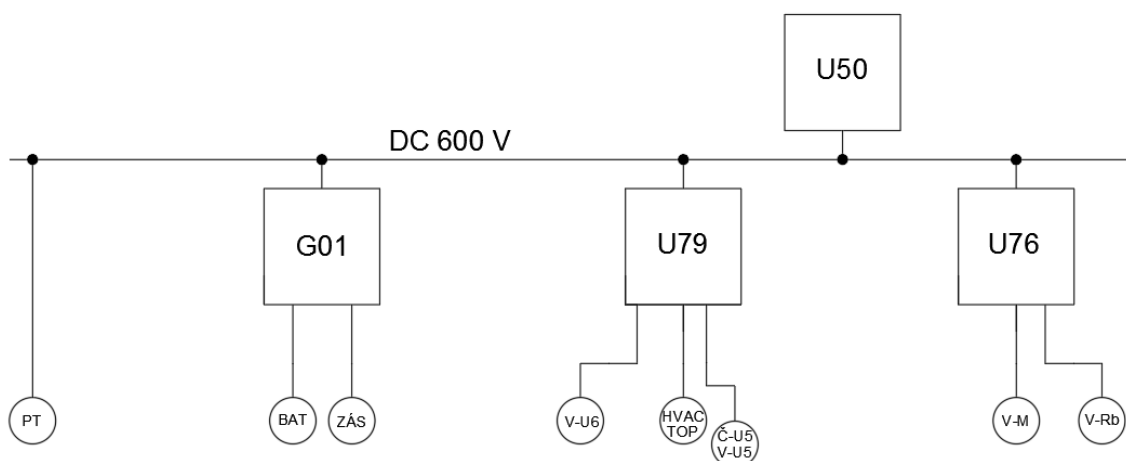 U50
DC 600 V
G01
U79
U76
PT
BAT
ZÁS
V-U6
HVAC
TOP
Č-U5
V-U5
V-M
V-Rb